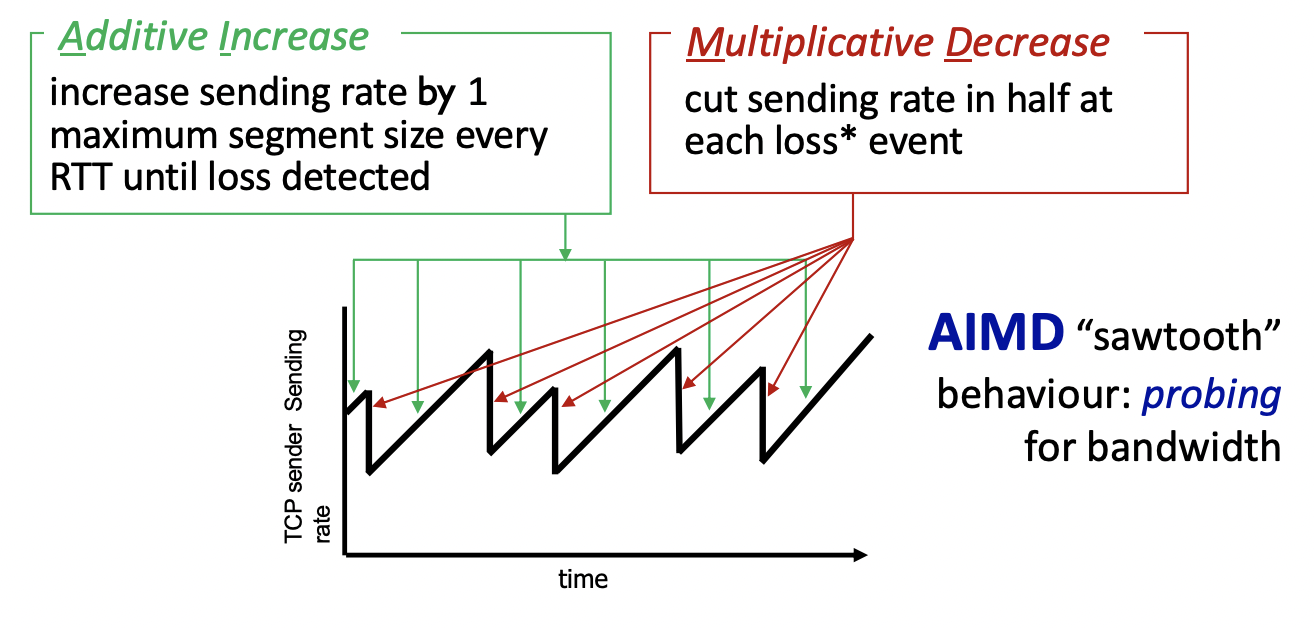 Additive Increase
increase sending rate by 1
maximum segment size every
RTT until loss detected
Multiplicative Decrease
cut sending rate in half at
each loss* event
TCP sender Sending
rate
time
AIMD “sawtooth”
behaviour: probing
for bandwidth